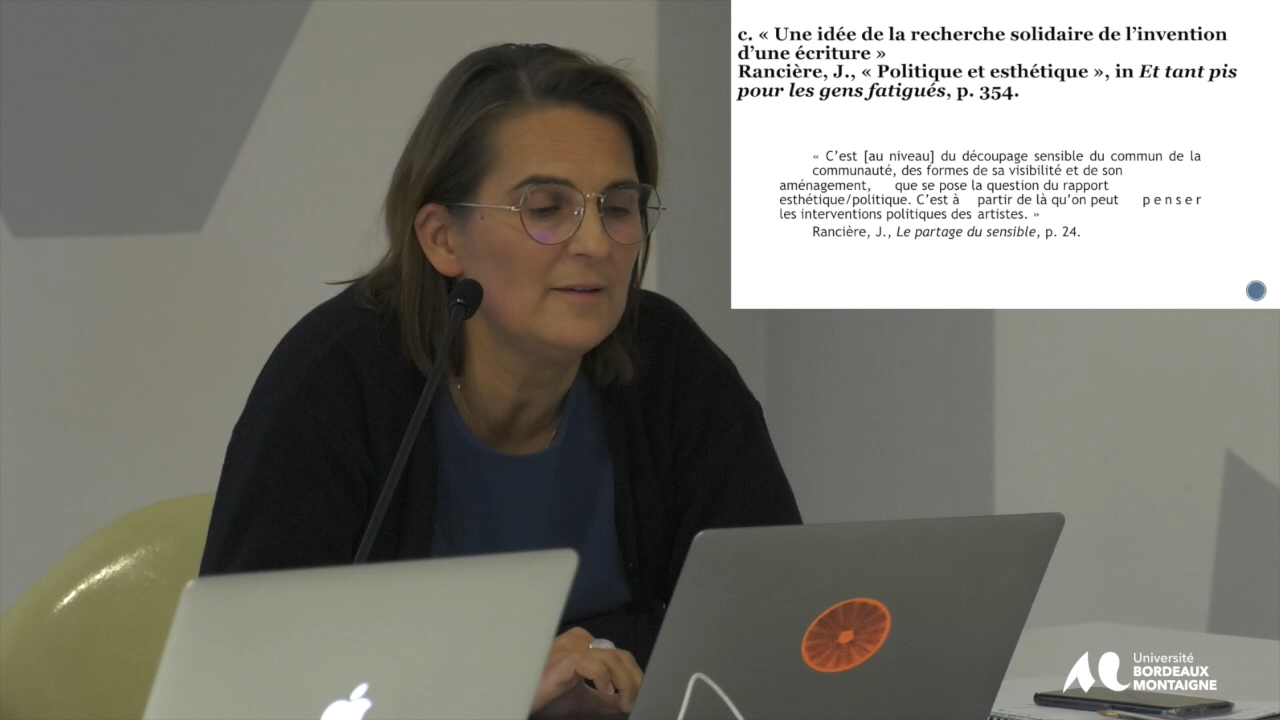 c. « Une idée de la recherche solidaire de l’invention
d’une écriture »
Rancière, J., « Politique et esthétique », in Et tant pis
pour les gens fatigués, p. 354.
« C’est [au niveau] du découpage sensible du commun de la
communauté, des formes de sa visibilité et de son
aménagement, que se pose la question du rapport
esthétique/politique. C’est à partir de là qu’on peut penser
les interventions politiques des artistes. »
Rancière, J., Le partage du sensible, p. 24.
Université
BORDEAUX
MONTAIGNE